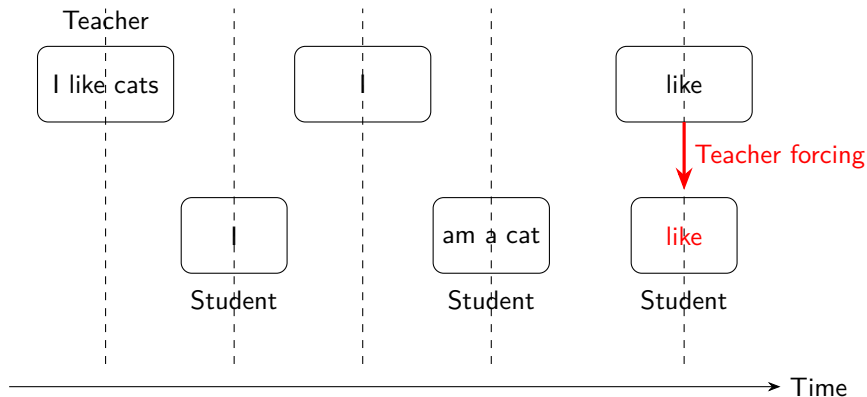 Teacher
I like cats
I
like
Teacher forcing
I
am a cat
like
Student
Student
Student
Time